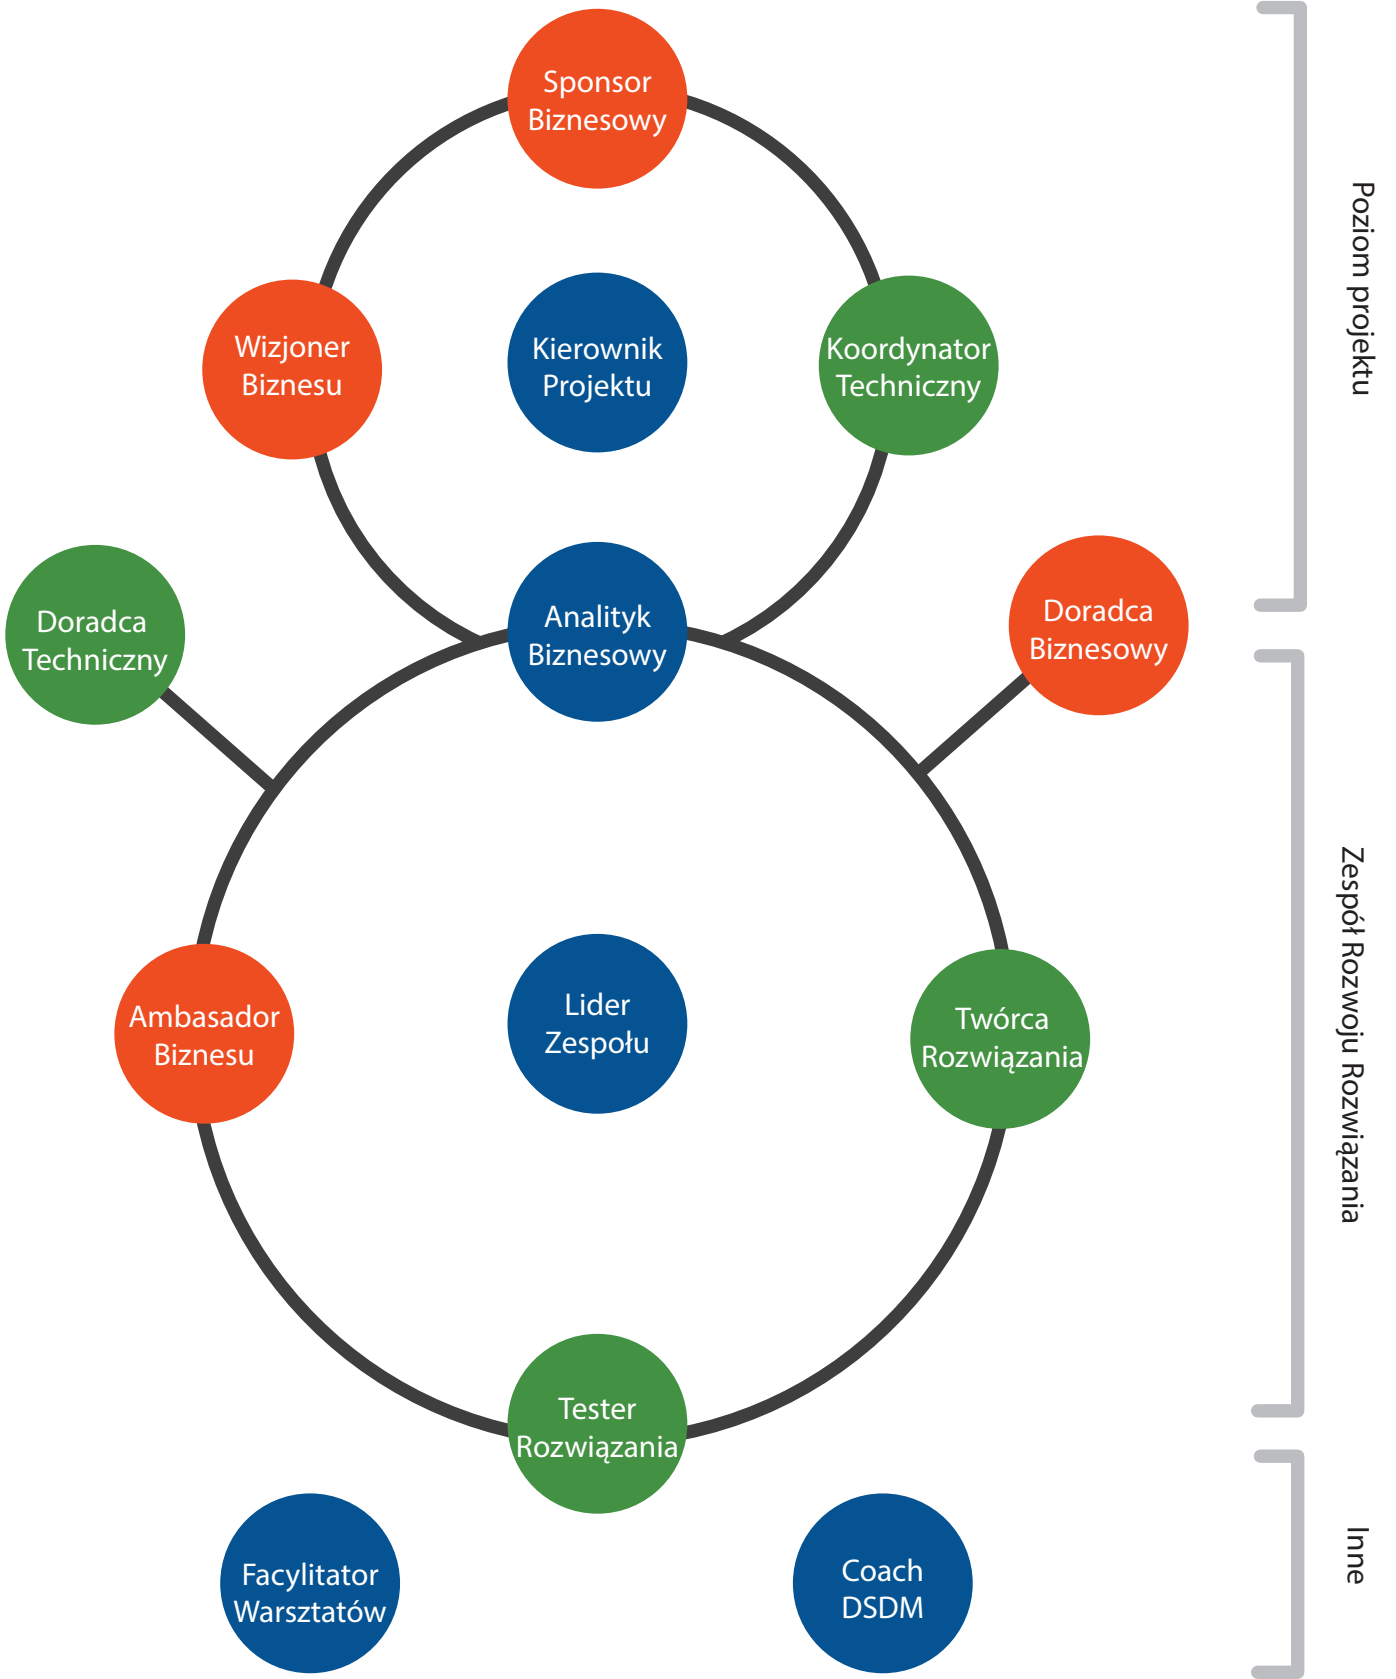 Sponsor
Biznesowy
Wizjoner
Biznesu
Kierownik
Projektu
Koordynator
Techniczny
Poziom projektu
Doradca
Techniczny
Analityk
Biznesowy
Doradca
Biznesowy
Ambasador
Biznesu
Lider
Zespołu
Twórca
Rozwiązania
Zespół Rozwoju Rozwiązania
Tester
Rozwiązania
Facylitator
Warsztatów
Coach
DSDM
Inne